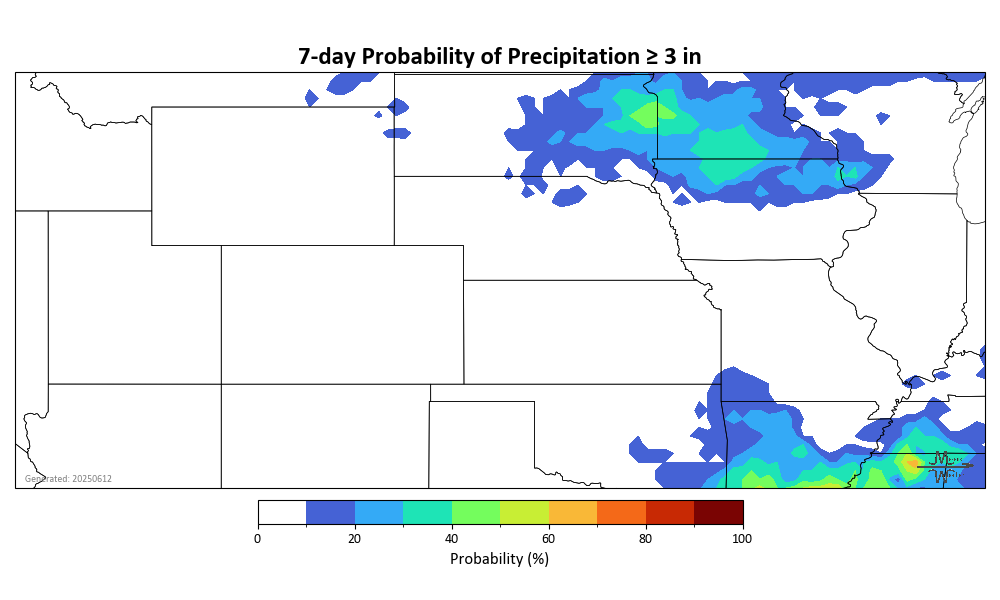 7-day Probability of Precipitation ≥ 3 in
Generated: 20250612
0 20 40 60 80 100
Probability (%)